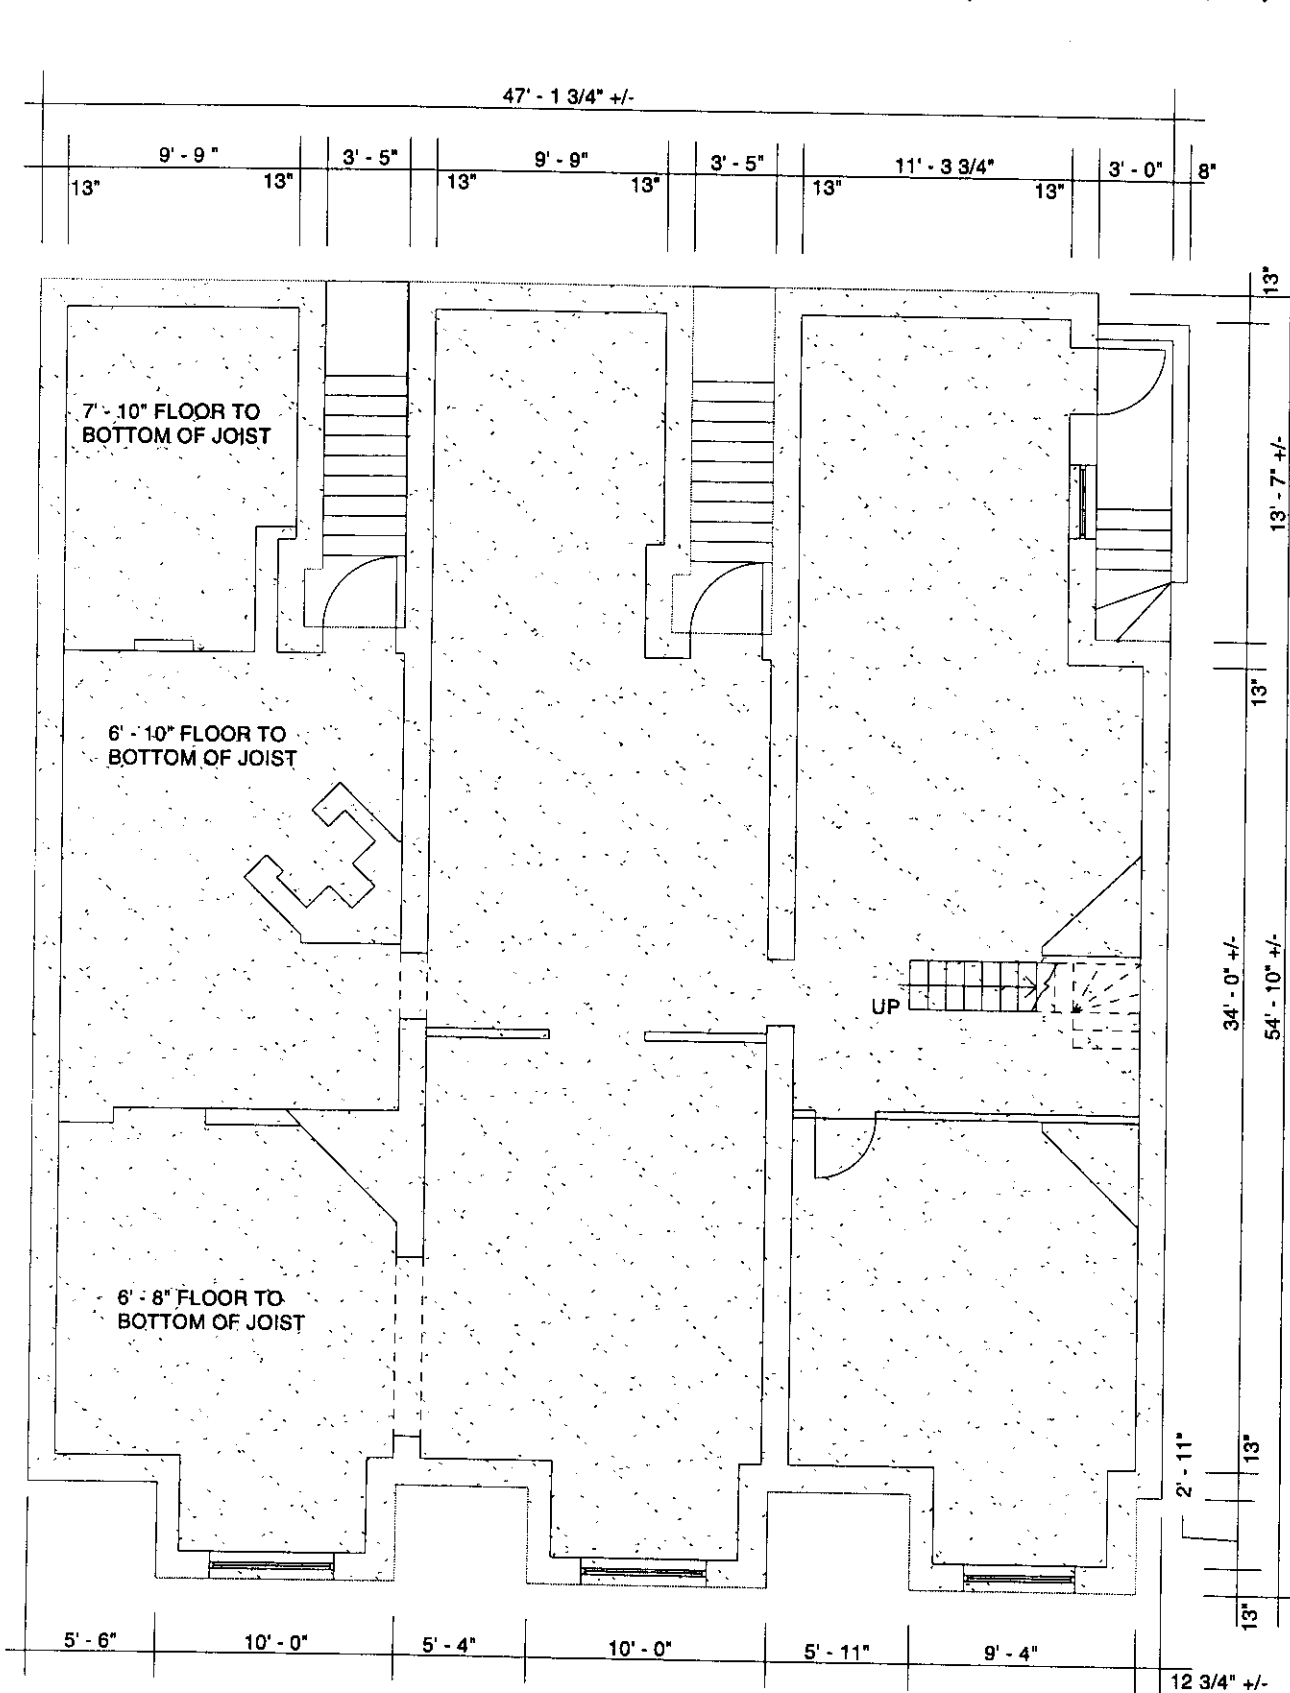 47' - 1 3/4" +/-
9' - 9 " 3' - 5" 9' - 9" 3' - 5" 11' - 3 3/4" 3' - 0" 8"
13" 13" 13" 13" 13" 13"
13"
7' - 10" FLOOR TO
BOTTOM OF JOIST
13' - 7" +/-
13"
6' - 10" FLOOR TO
BOTTOM OF JOIST
34' - 0" +/-
54' - 10" +/-
UP
6' - 8" FLOOR TO
BOTTOM OF JOIST
2' - 11"
13"
13"
5' - 6" 10' - 0" 5' - 4" 10' - 0" 5' - 11" 9' - 4"
12 3/4" +/-